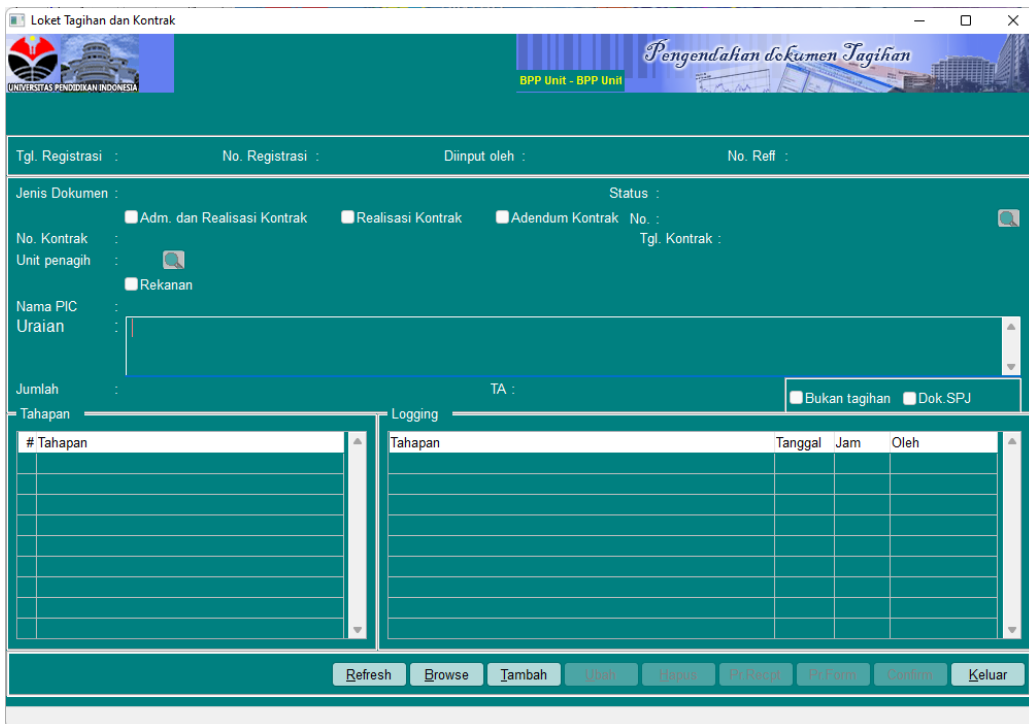 Loket Tagihan dan Kontrak
Pengendalian dokumen Tagihan
BPP Unit - BPP Unit
UNIVERSITAS PENDIDIKAN INDONESIA
Tgl. Registrasi : No. Registrasi : Diinput oleh : No. Reff :
Jenis Dokumen : Status :
Adm. dan Realisasi Kontrak Realisasi Kontrak Adendum Kontrak No. :
No. Kontrak : Tgl. Kontrak :
Unit penagih :
Rekanan
Nama PIC :
Uraian :
Jumlah : TA :
Bukan tagihan Dok.SPJ
Tahapan Logging
# Tahapan Tahapan Tanggal Jam Oleh
Refresh Browse Tambah Ubah Hapus Pr.Recpt Pr.Form Confirm Keluar